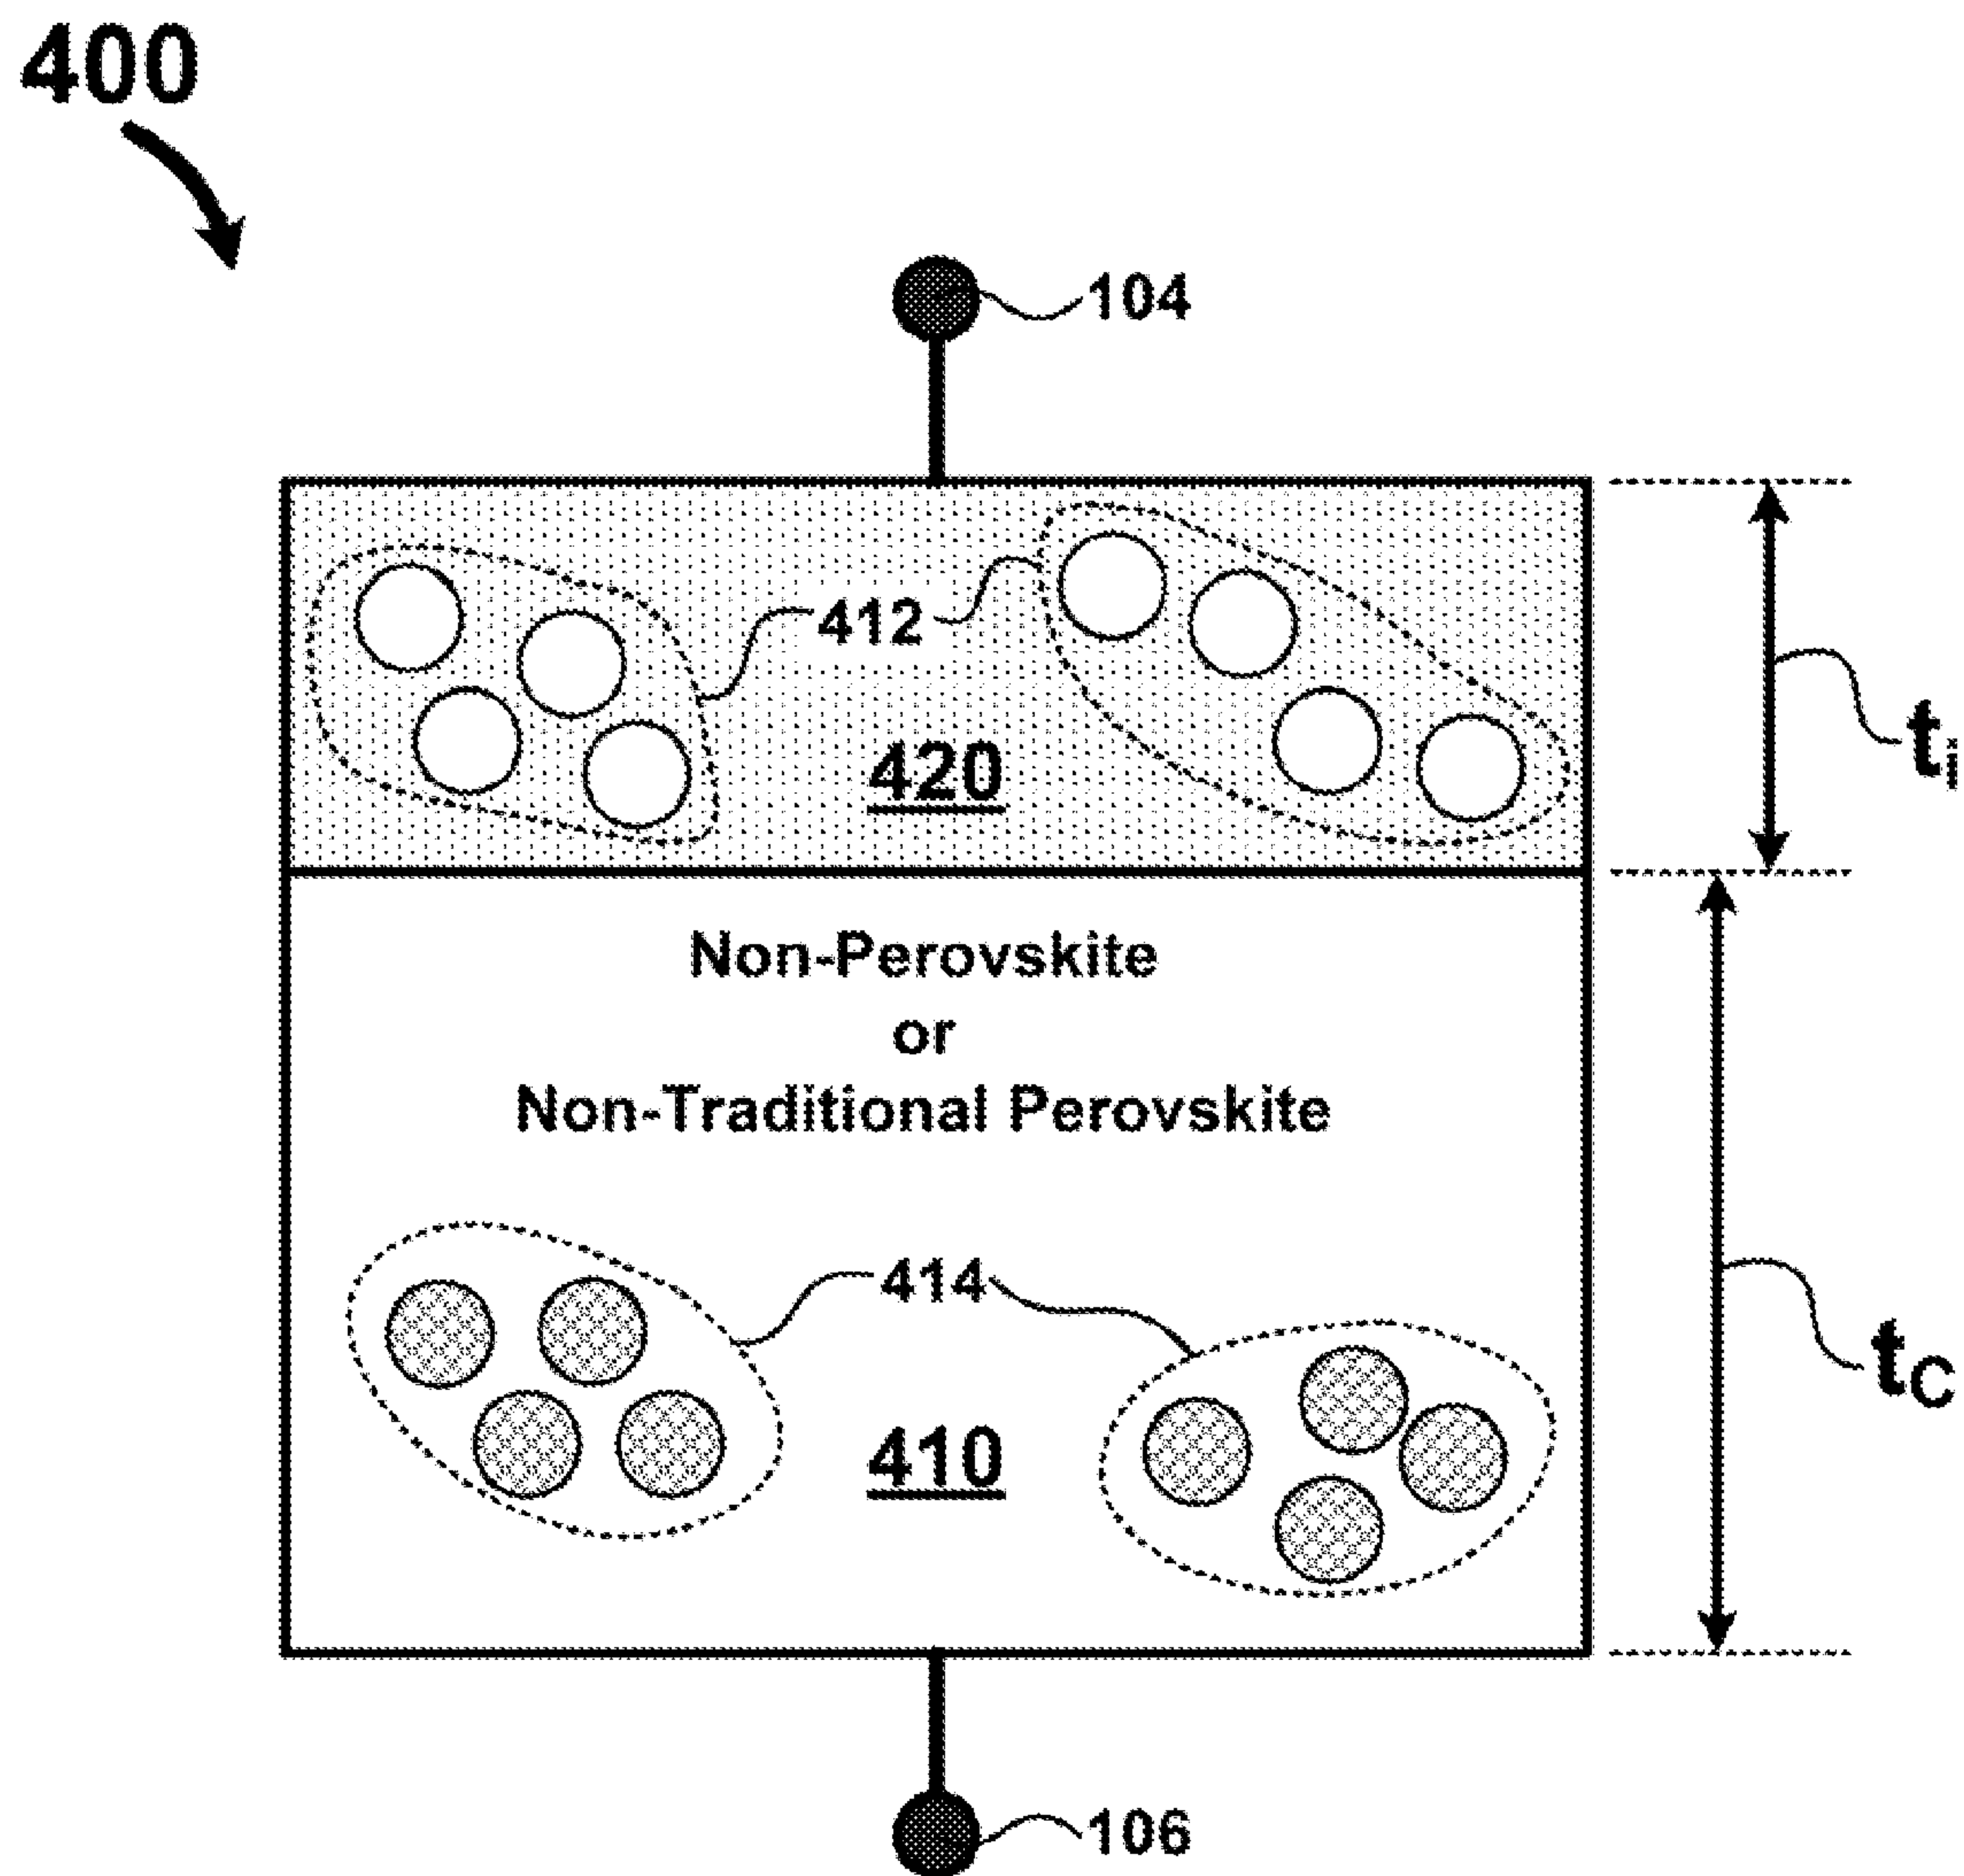 400
104
412
420
ti
Non-Perovskite
or
Non-Traditional Perovskite
414
410
tC
106